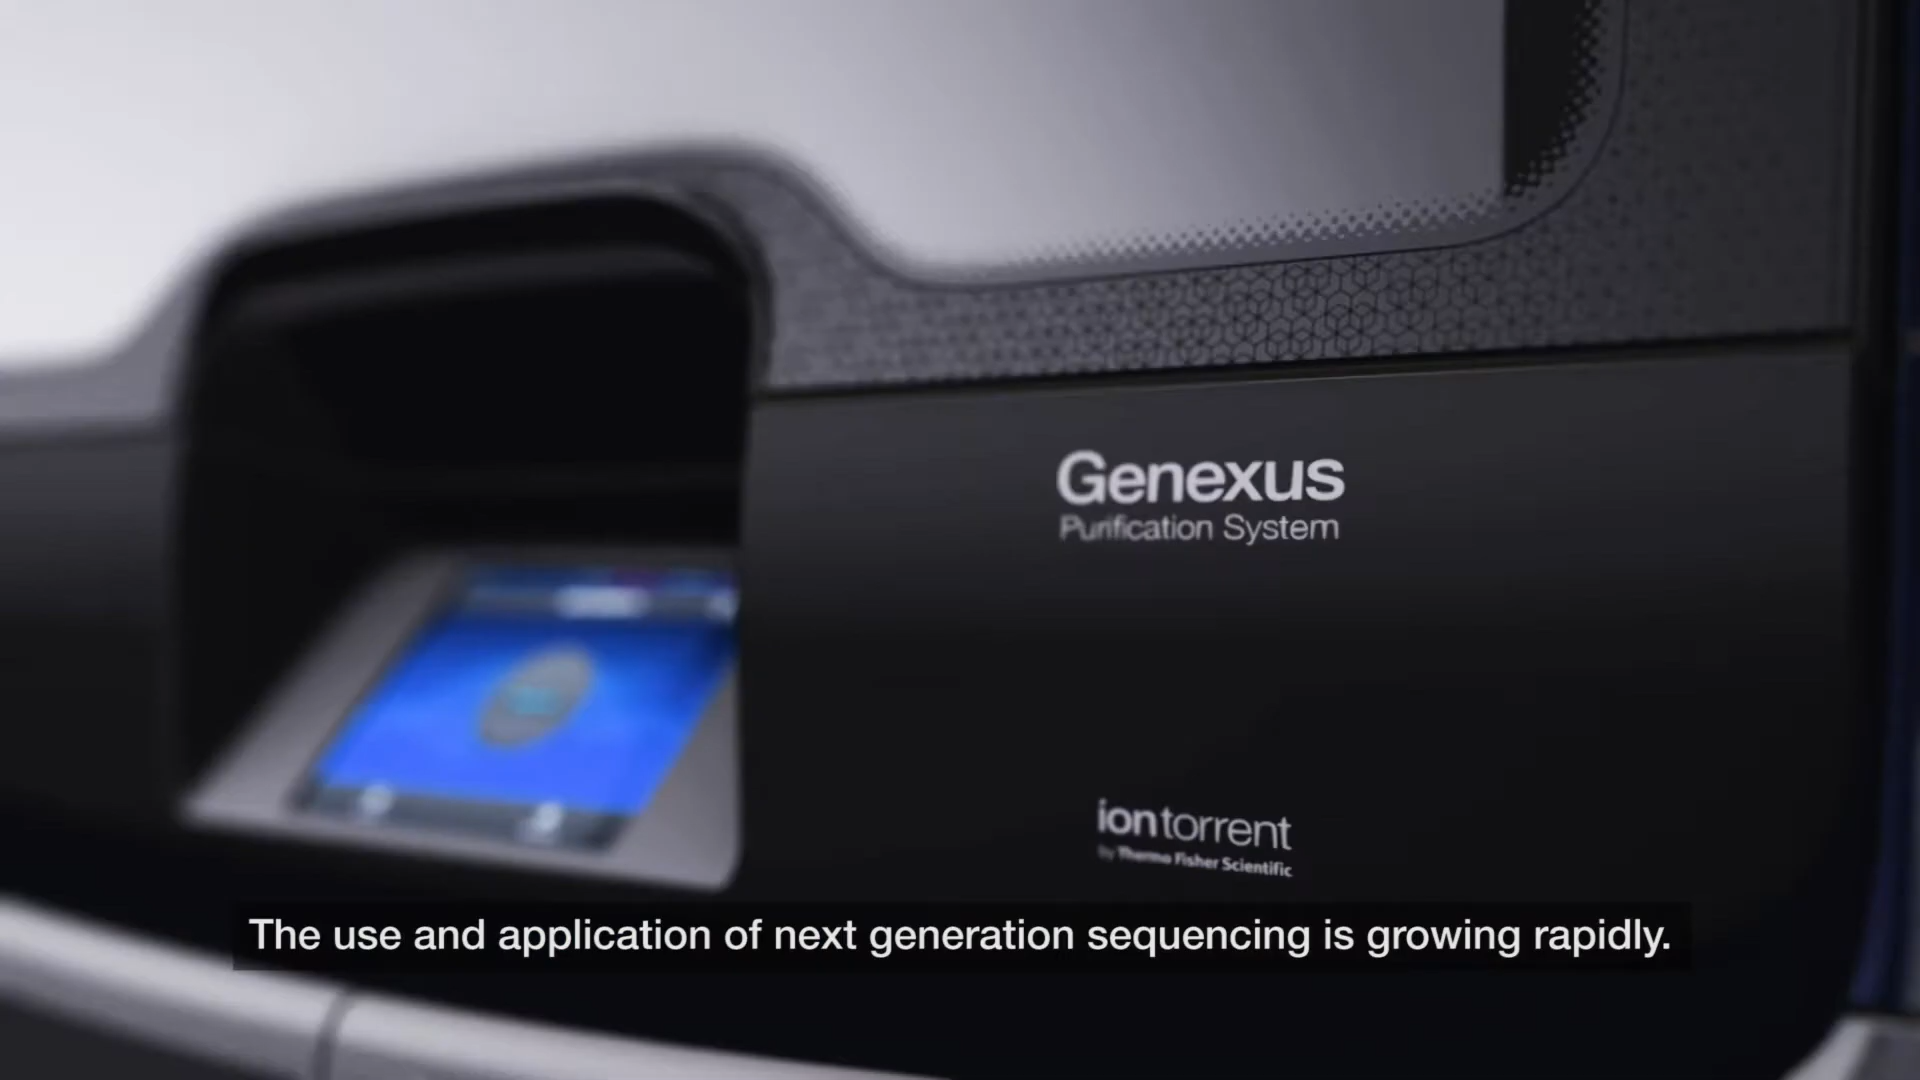 Genexus
Purification System
iontorrent
by Thermo Fisher Scientific
The use and application of next generation sequencing is growing rapidly.